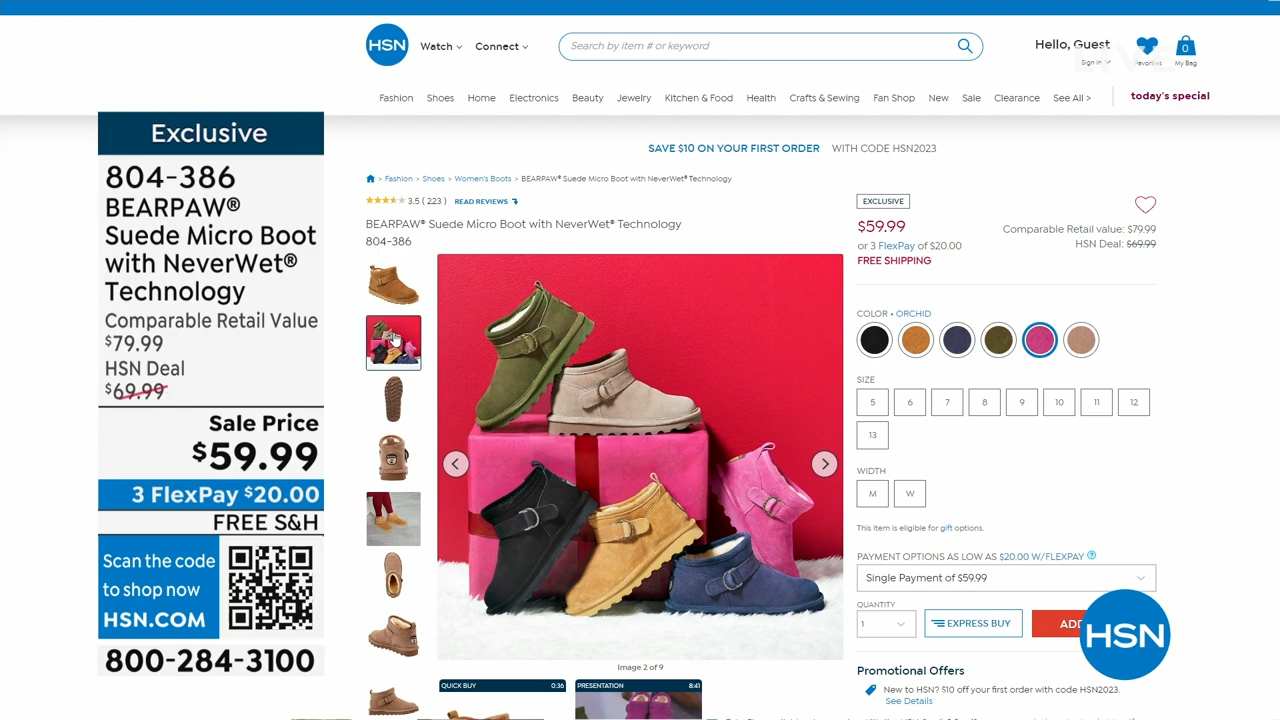 HSN
Watch
Connect
Search by item # or keyword
Hello, Guest
Sign In
Favorites
0
My Bag
Fashion
Shoes
Home
Electronics
Beauty
Jewelry
Kitchen & Food
Health
Crafts & Sewing
Fan Shop
New
Sale
Clearance
See All >
today's special
Exclusive
804-386
BEARPAW®
Suede Micro Boot
with NeverWet®
Technology
Comparable Retail Value
$79.99
HSN Deal
$69.99
Sale Price
$59.99
3 FlexPay $20.00
FREE S&H
Scan the code
to shop now
HSN.COM
800-284-3100
SAVE $10 ON YOUR FIRST ORDER WITH CODE HSN2023
> Fashion > Shoes > Women's Boots > BEARPAW® Suede Micro Boot with NeverWet® Technology
3.5 ( 223 ) READ REVIEWS
BEARPAW® Suede Micro Boot with NeverWet® Technology
804-386
Image 2 of 9
QUICK BUY 0:36
PRESENTATION 8:41
EXCLUSIVE
$59.99
Comparable Retail value: $79.99
or 3 FlexPay of $20.00
HSN Deal: $69.99
FREE SHIPPING
COLOR • ORCHID
SIZE
5 6 7 8 9 10 11 12
13
WIDTH
M W
This item is eligible for gift options.
PAYMENT OPTIONS AS LOW AS $20.00 W/FLEXPAY ?
Single Payment of $59.99
QUANTITY
1
EXPRESS BUY
ADD
HSN
Promotional Offers
New to HSN? $10 off your first order with code HSN2023.
See Details